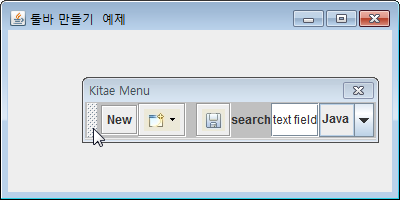 툴바 만들기 예제
Kitae Menu
New search text field Java